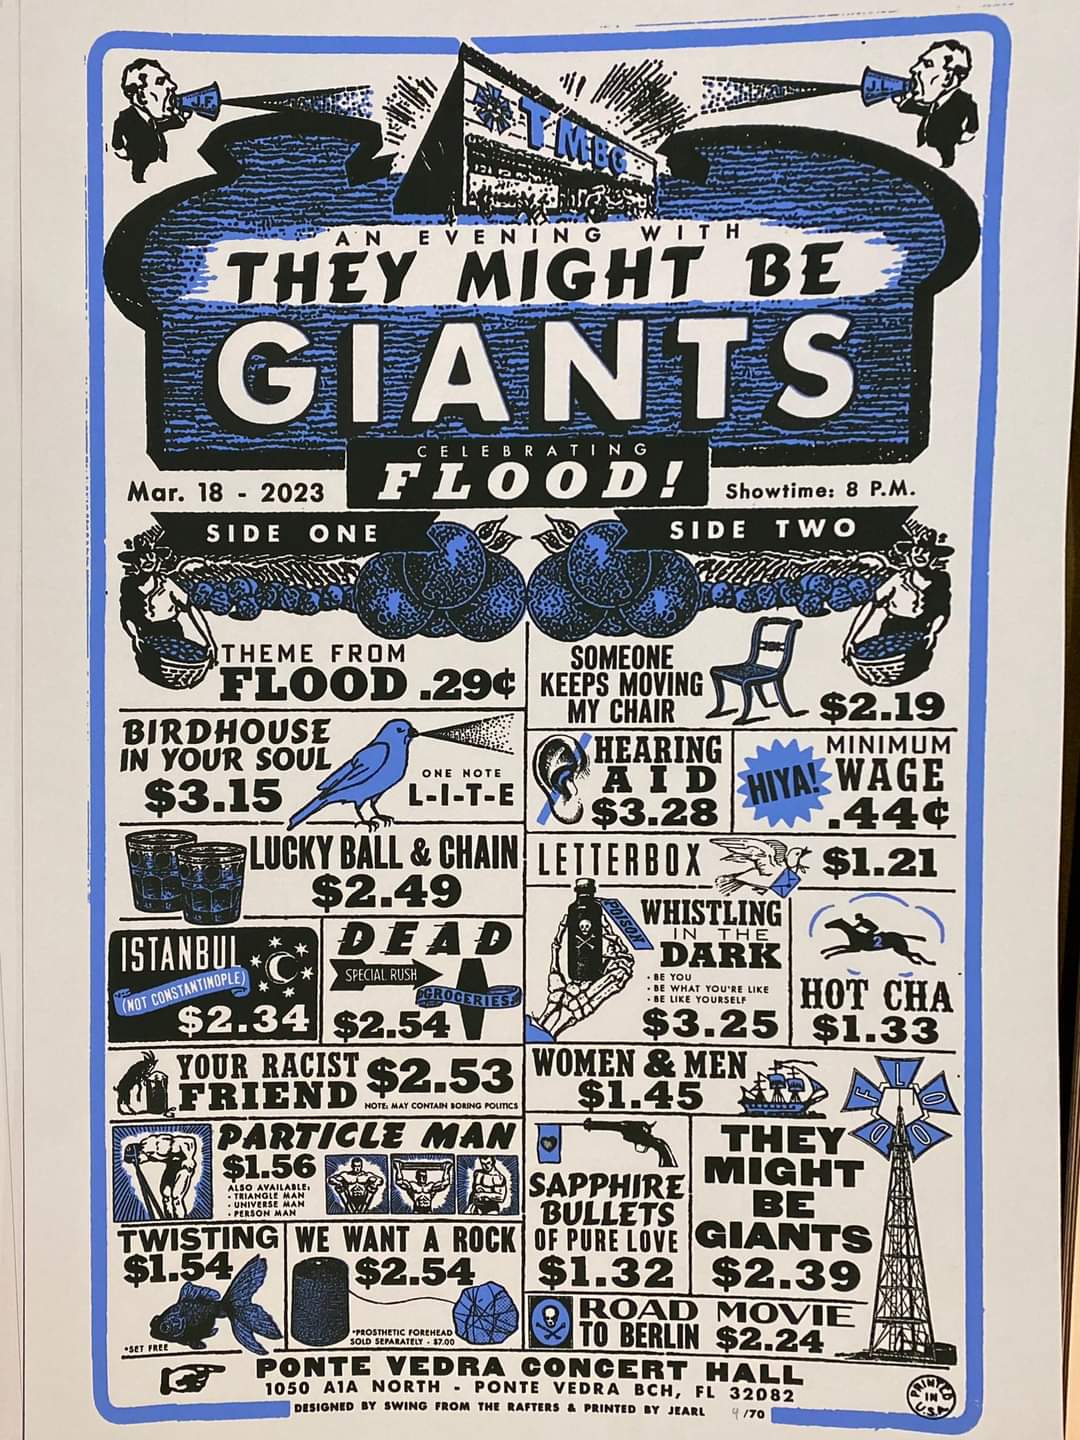 J.F.
J.L.
TMBG
AN EVENING WITH
THEY MIGHT BE
GIANTS
CELEBRATING
FLOOD!
Mar. 18 - 2023
Showtime: 8 P.M.
SIDE ONE
THEME FROM
FLOOD .29¢
BIRDHOUSE
IN YOUR SOUL
$3.15
ONE NOTE
L-I-T-E
LUCKY BALL & CHAIN
$2.49
ISTANBUL
(NOT CONSTANTINOPLE)
$2.34
DEAD
SPECIAL RUSH
GROCERIES
$2.54
YOUR RACIST
FRIEND
$2.53
NOTE: MAY CONTAIN BORING POLITICS
PARTICLE MAN
$1.56
ALSO AVAILABLE:
• TRIANGLE MAN
• UNIVERSE MAN
• PERSON MAN
TWISTING
$1.54
*SET FREE
WE WANT A ROCK
$2.54
*PROSTHETIC FOREHEAD
SOLD SEPARATELY - $7.00
SIDE TWO
SOMEONE
KEEPS MOVING
MY CHAIR
$2.19
HEARING
AID
$3.28
HIYA!
MINIMUM
WAGE
.44¢
LETTERBOX
$1.21
POISON
WHISTLING
IN THE
DARK
• BE YOU
• BE WHAT YOU'RE LIKE
• BE LIKE YOURSELF
$3.25
2
HOT CHA
$1.33
WOMEN & MEN
$1.45
FLOOD
SAPPHIRE
BULLETS
OF PURE LOVE
$1.32
THEY
MIGHT
BE
GIANTS
$2.39
ROAD MOVIE
TO BERLIN $2.24
PONTE VEDRA CONCERT HALL
1050 A1A NORTH - PONTE VEDRA BCH, FL 32082
DESIGNED BY SWING FROM THE RAFTERS & PRINTED BY JEARL 9/70
PRINTED
IN
U.S.A.